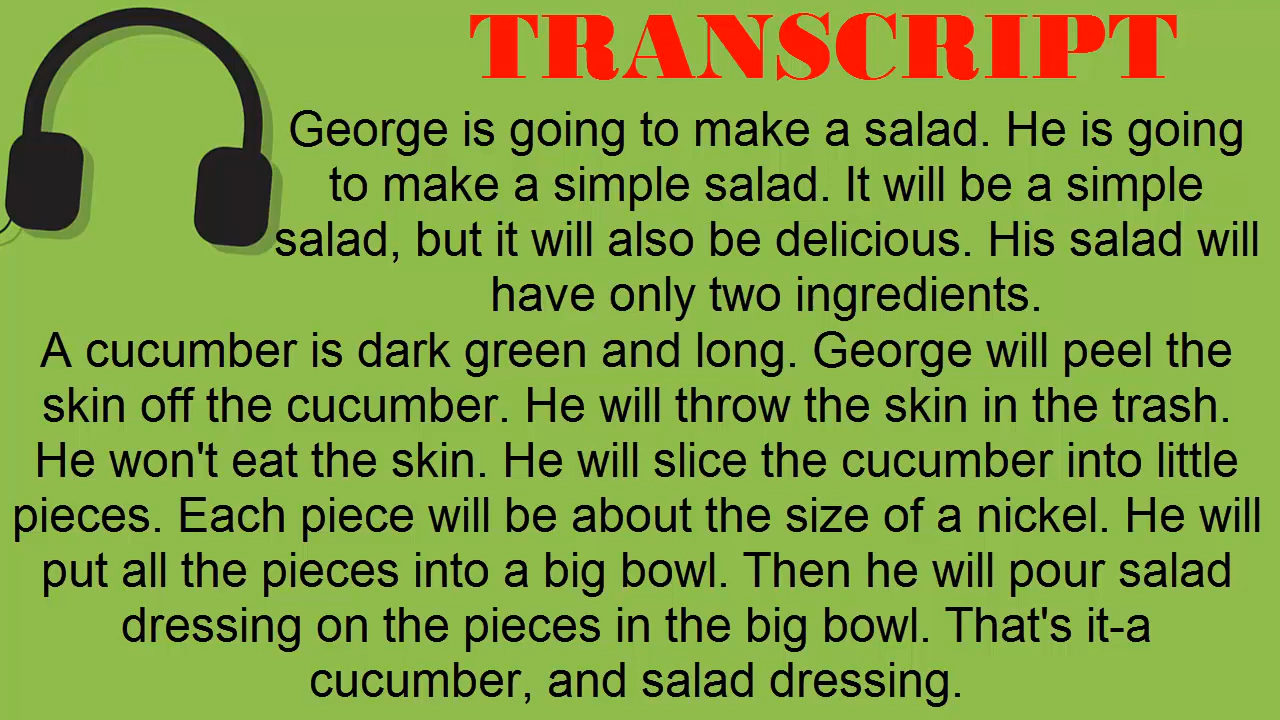 TRANSCRIPT
George is going to make a salad. He is going
to make a simple salad. It will be a simple
salad, but it will also be delicious. His salad will
have only two ingredients.
A cucumber is dark green and long. George will peel the
skin off the cucumber. He will throw the skin in the trash.
He won't eat the skin. He will slice the cucumber into little
pieces. Each piece will be about the size of a nickel. He will
put all the pieces into a big bowl. Then he will pour salad
dressing on the pieces in the big bowl. That's it-a
cucumber, and salad dressing.